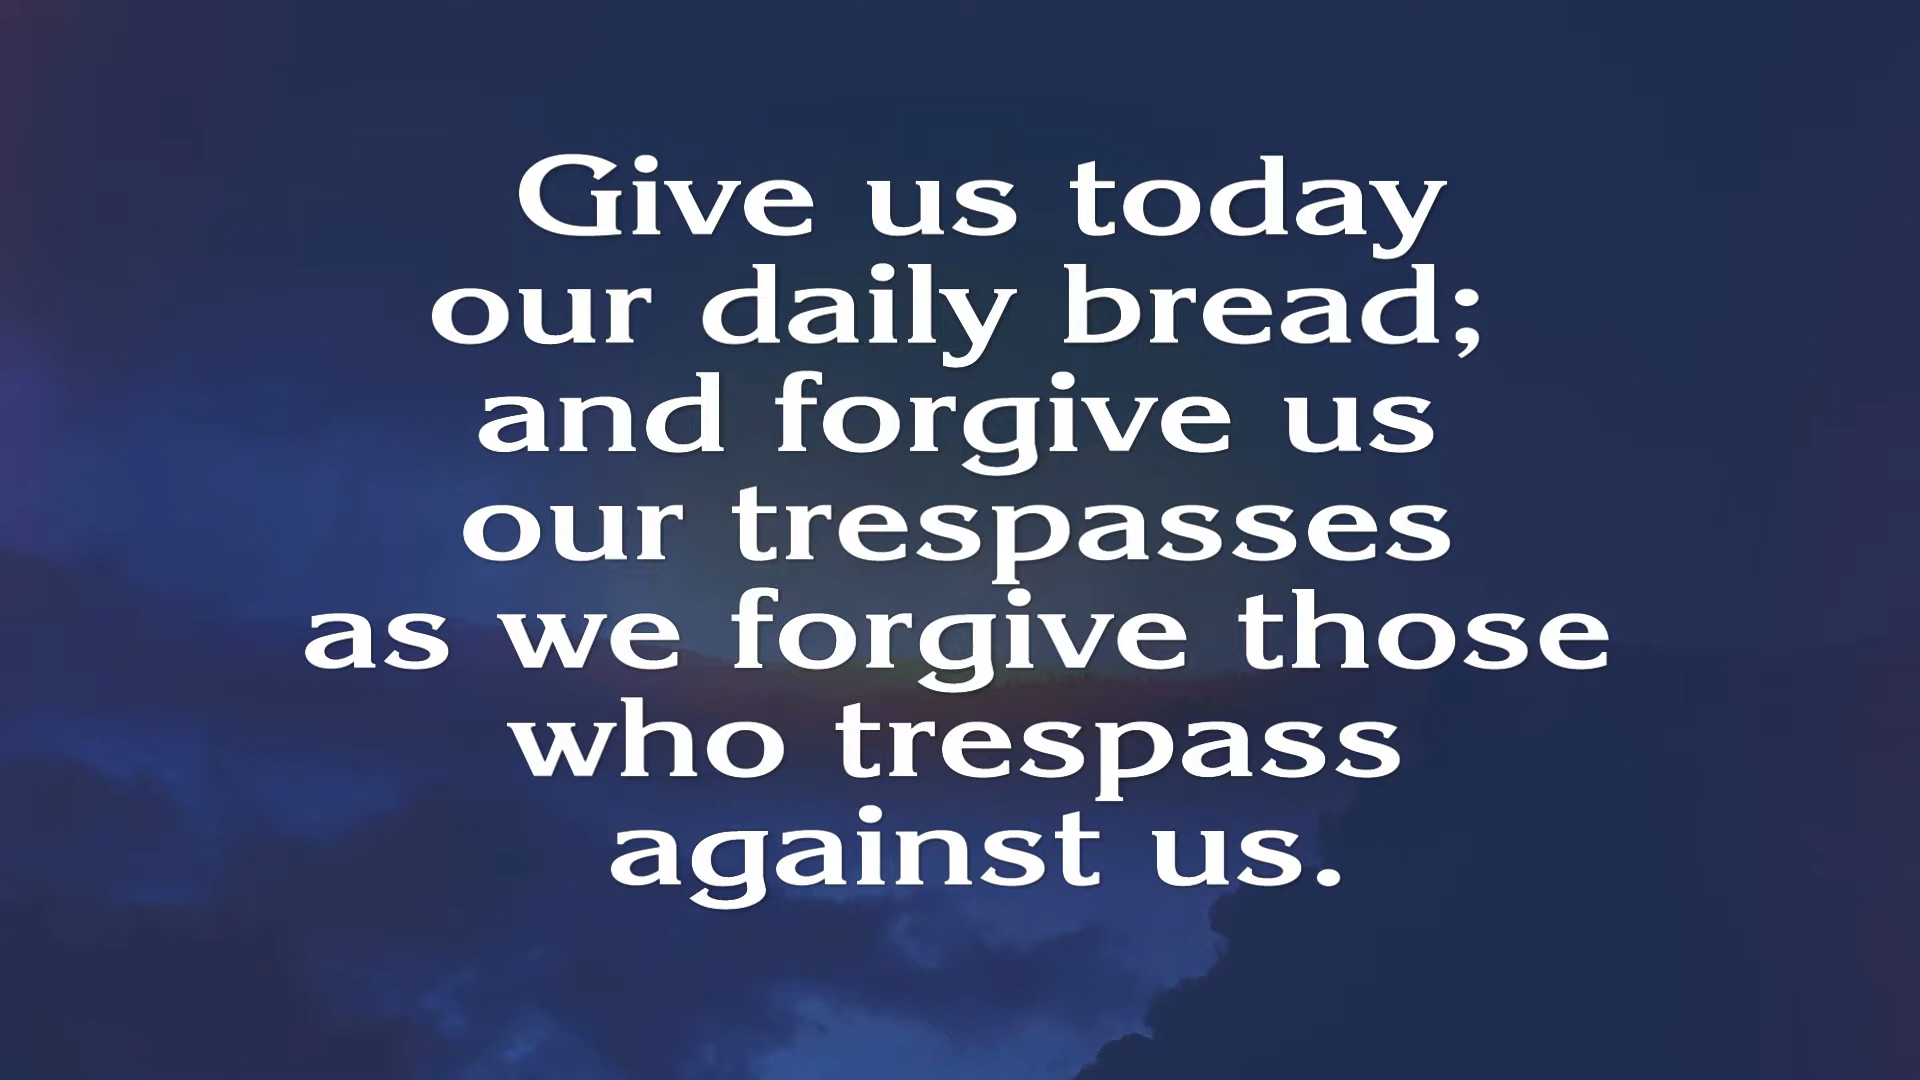 Give us today
our daily bread;
and forgive us
our trespasses
as we forgive those
who trespass
against us.